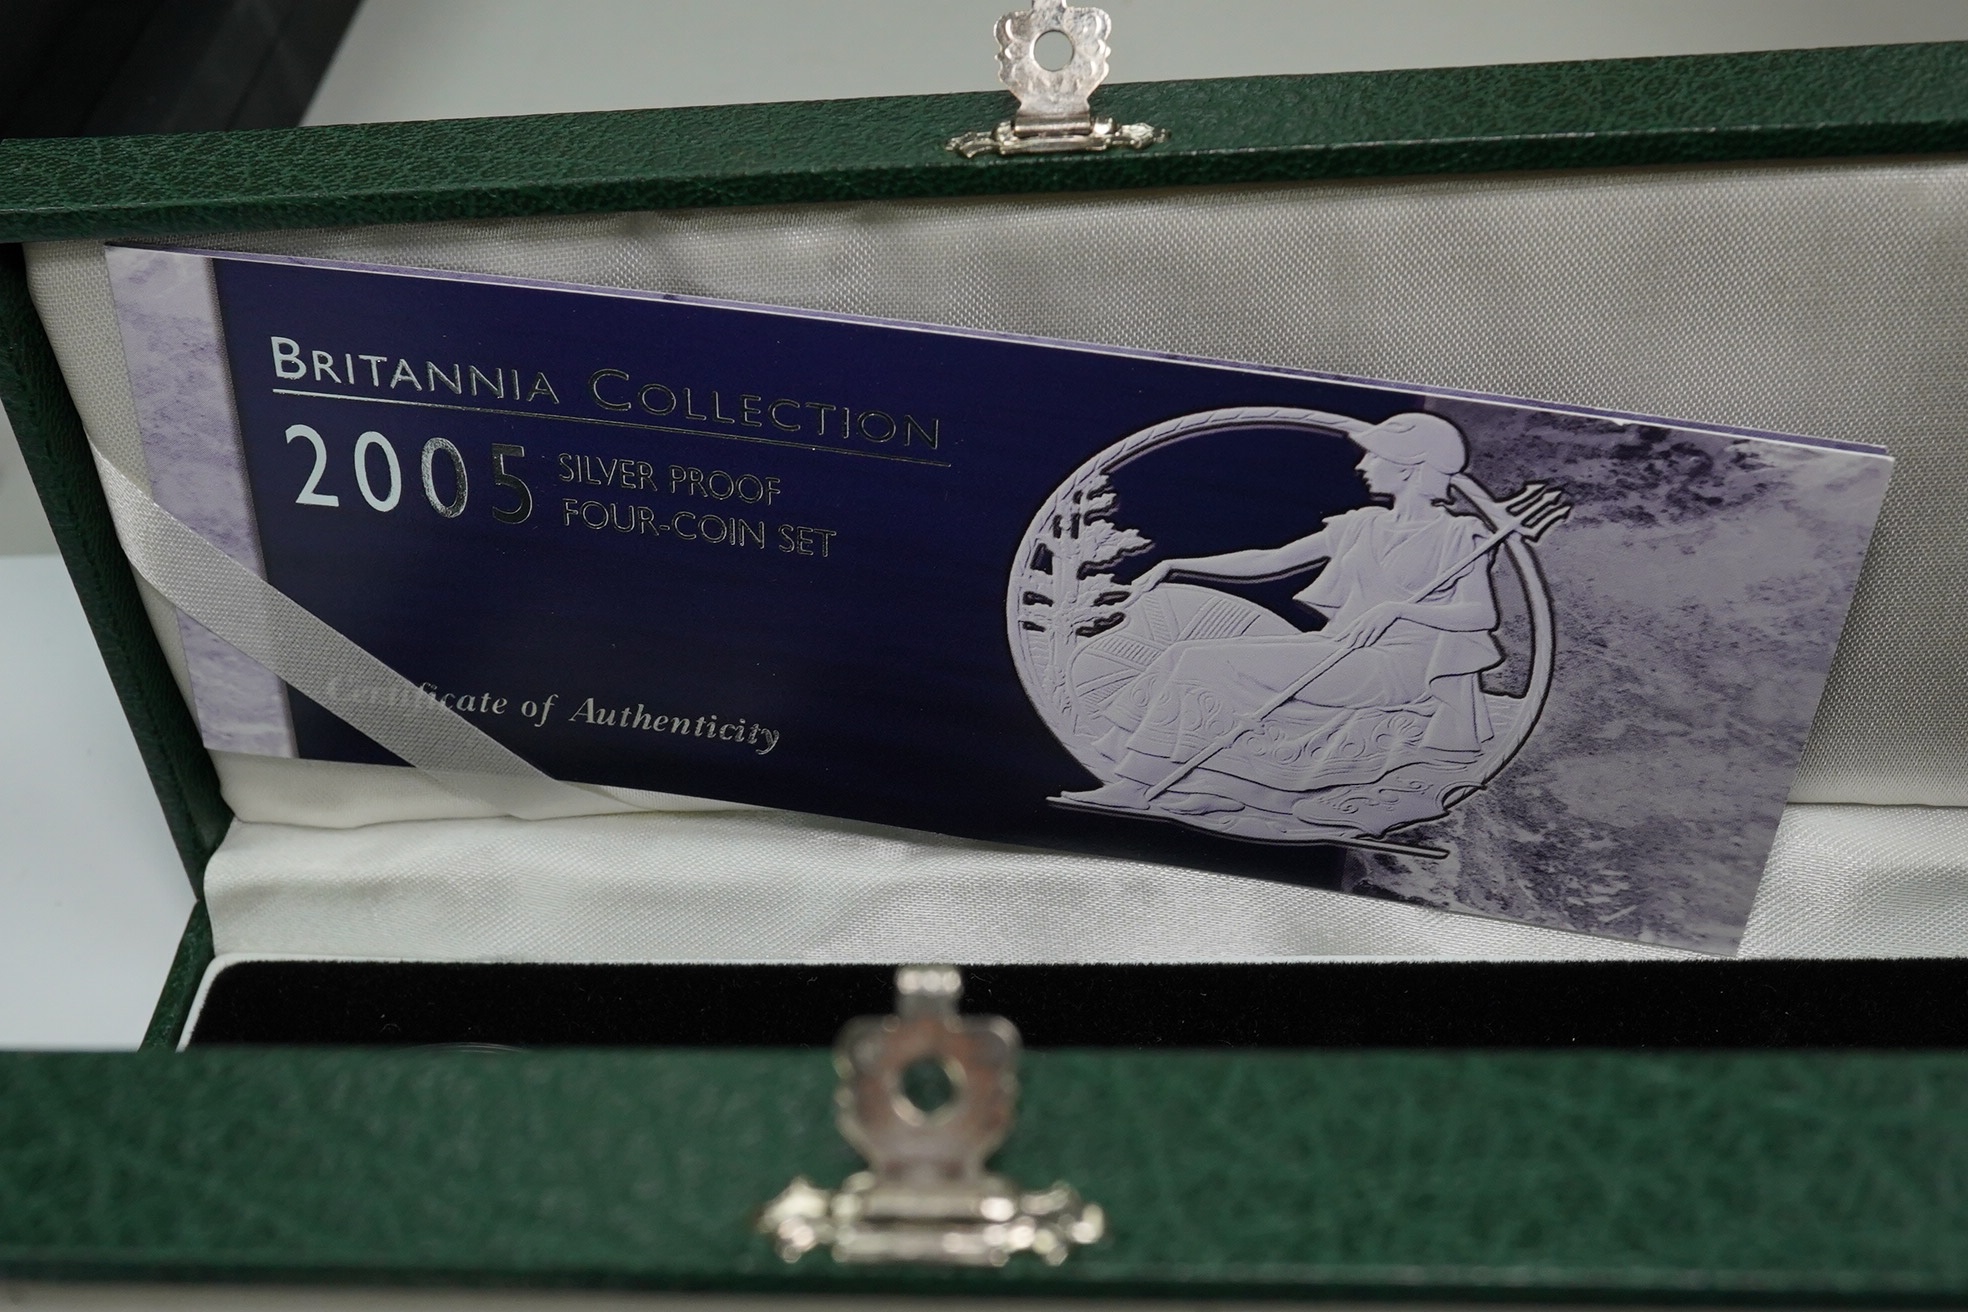 BRITANNIA COLLECTION
2005 SILVER PROOF
FOUR-COIN SET
Certificate of Authenticity